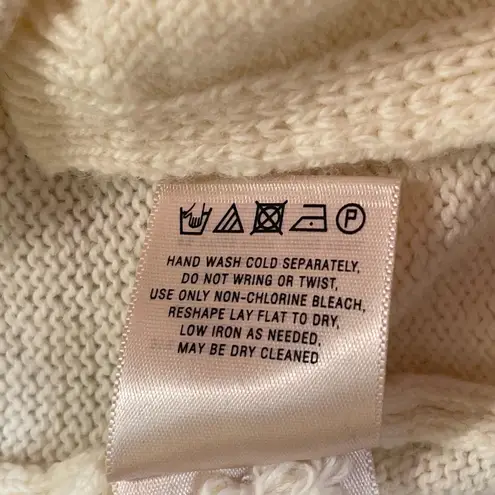 P
HAND WASH COLD SEPARATELY,
DO NOT WRING OR TWIST,
USE ONLY NON-CHLORINE BLEACH,
RESHAPE LAY FLAT TO DRY,
LOW IRON AS NEEDED,
MAY BE DRY CLEANED